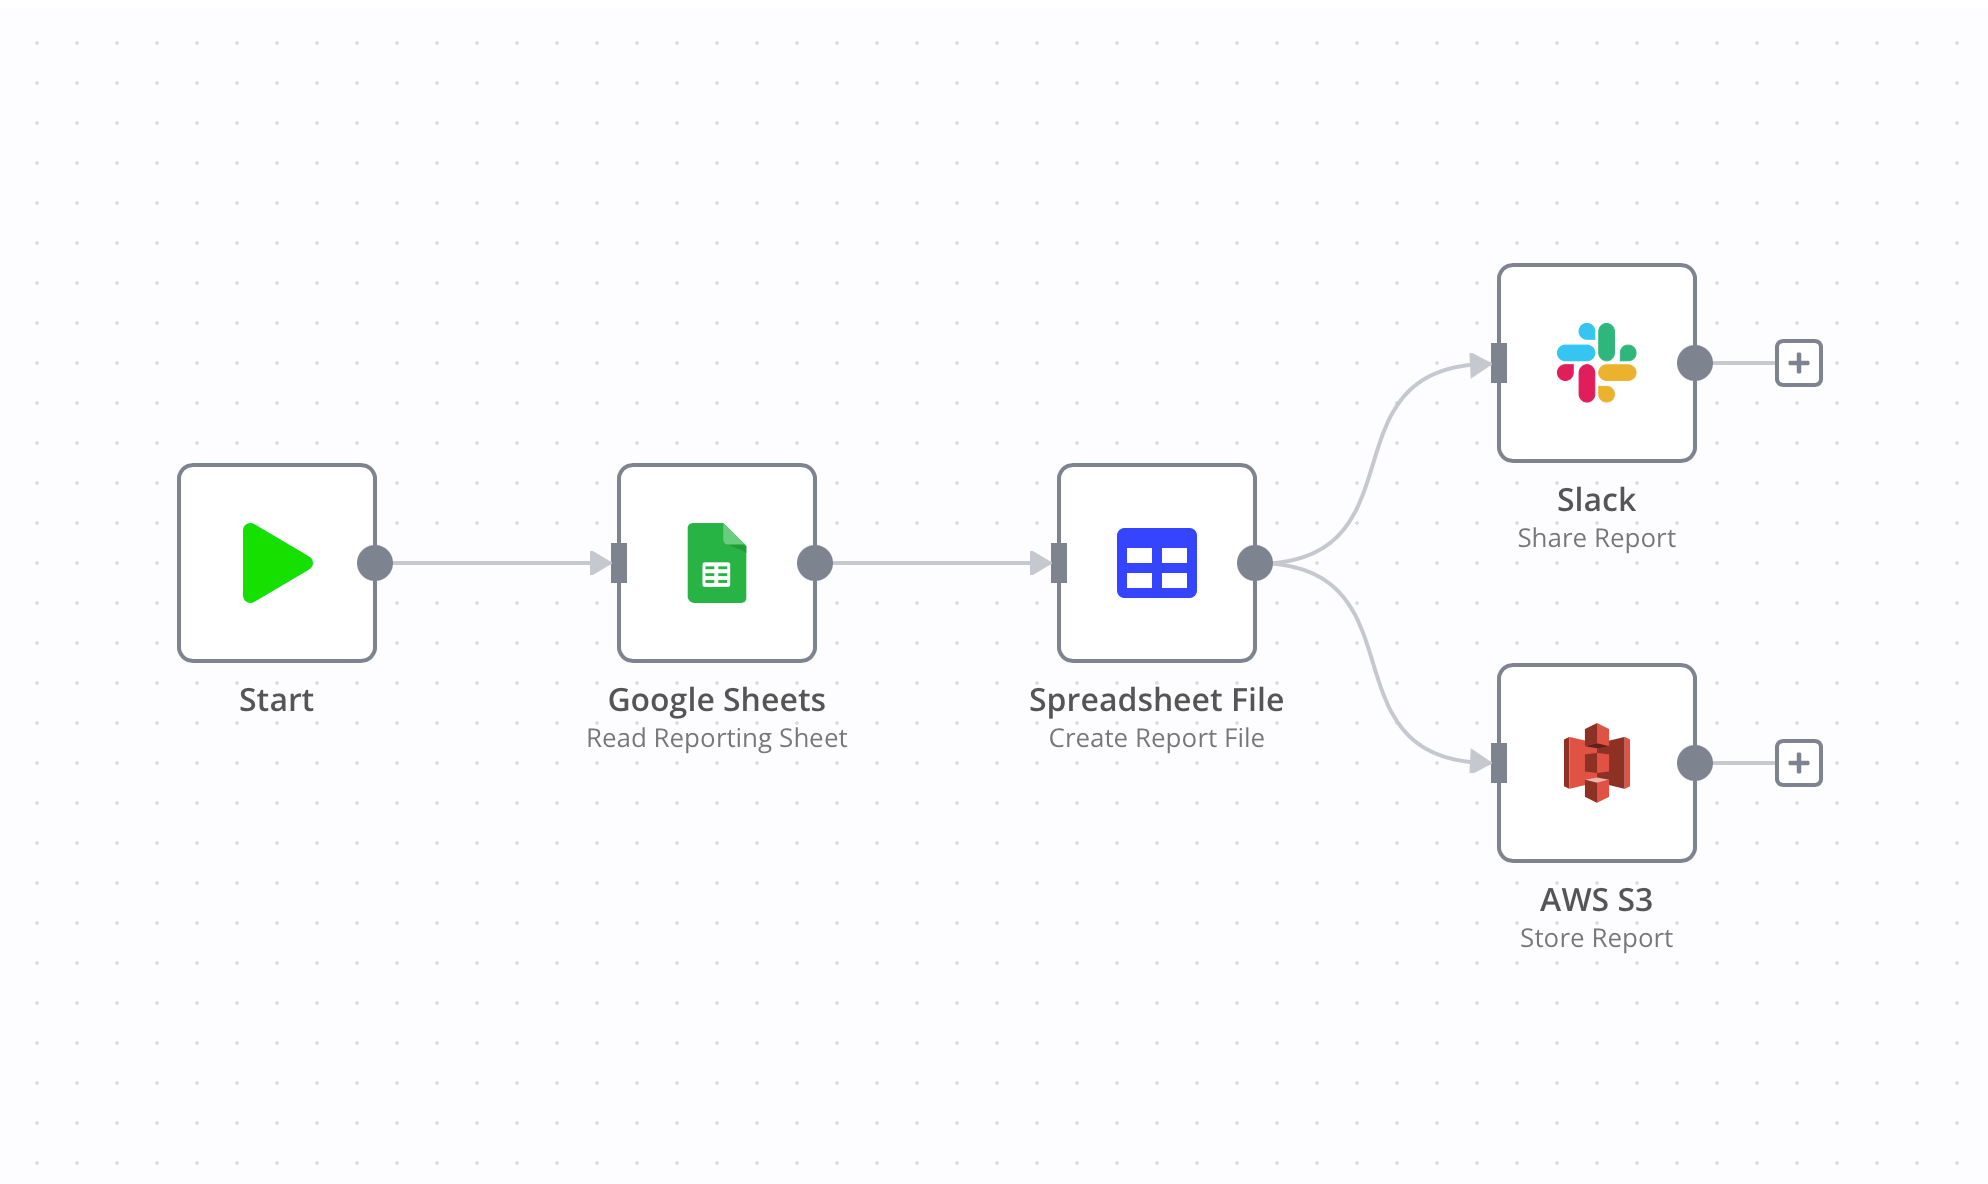 Start
Google Sheets
Read Reporting Sheet
Spreadsheet File
Create Report File
Slack
Share Report
AWS S3
Store Report